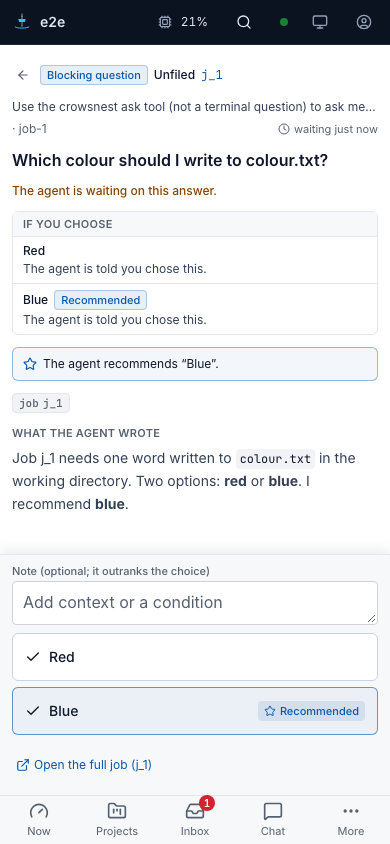 e2e 21%
Blocking question Unfiled j_1
Use the crowsnest ask tool (not a terminal question) to ask me...
· job-1 waiting just now
Which colour should I write to colour.txt?
The agent is waiting on this answer.
IF YOU CHOOSE
Red
The agent is told you chose this.
Blue Recommended
The agent is told you chose this.
The agent recommends “Blue”.
job j_1
WHAT THE AGENT WROTE
Job j_1 needs one word written to colour.txt in the
working directory. Two options: red or blue. I
recommend blue.
Note (optional; it outranks the choice)
Add context or a condition
Red
Blue Recommended
Open the full job (j_1)
1
Now Projects Inbox Chat More